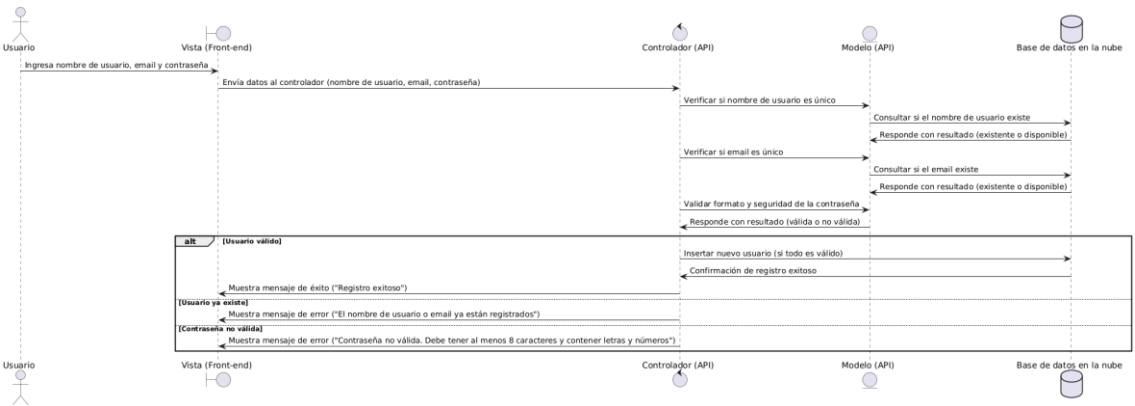 Usuario
Vista (Front-end)
Controlador (API)
Modelo (API)
Base de datos en la nube
Ingresa nombre de usuario, email y contraseña
Envía datos al controlador (nombre de usuario, email, contraseña)
Verificar si nombre de usuario es único
Consultar si el nombre de usuario existe
Responde con resultado (existente o disponible)
Verificar si email es único
Consultar si el email existe
Responde con resultado (existente o disponible)
Validar formato y seguridad de la contraseña
Responde con resultado (válida o no válida)
alt [Usuario válido]
Insertar nuevo usuario (si todo es válido)
Confirmación de registro exitoso
Muestra mensaje de éxito ("Registro exitoso")
[Usuario ya existe]
Muestra mensaje de error ("El nombre de usuario o email ya están registrados")
[Contraseña no válida]
Muestra mensaje de error ("Contraseña no válida. Debe tener al menos 8 caracteres y contener letras y números")
Usuario
Vista (Front-end)
Controlador (API)
Modelo (API)
Base de datos en la nube